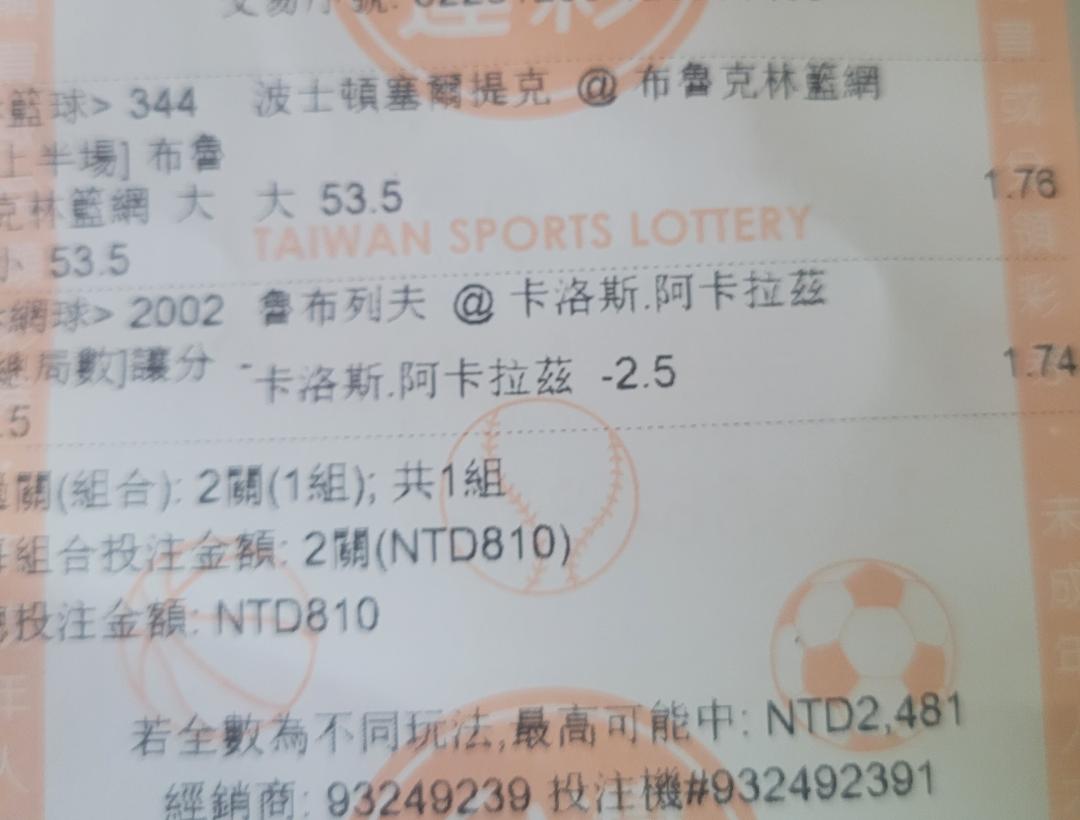 籃球> 344 波士頓塞爾提克 @ 布魯克林籃網
上半場] 布魯
克林籃網 大 大 53.5 1.76
小 53.5
TAIWAN SPORTS LOTTERY
網球> 2002 魯布列夫 @ 卡洛斯.阿卡拉茲
總局數]讓分 - 卡洛斯.阿卡拉茲 -2.5 1.74
.5
關(組合): 2關(1組); 共1組
每組合投注金額: 2關(NTD810)
總投注金額: NTD810
若全數為不同玩法,最高可能中: NTD2,481
經銷商: 93249239 投注機#932492391